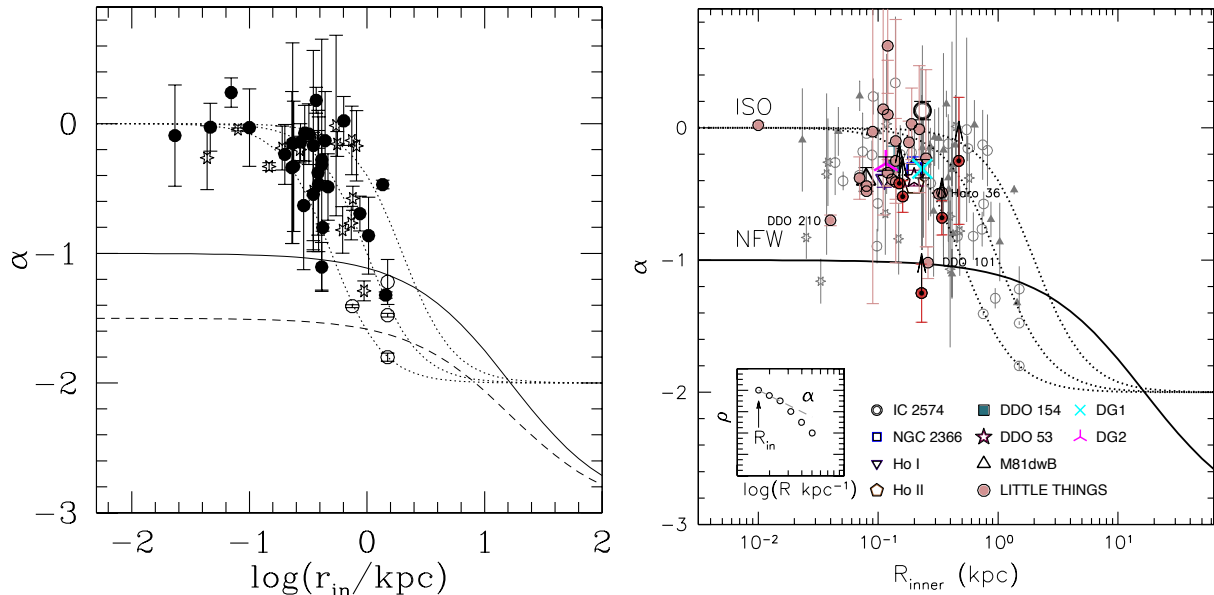 0
−1
−2
−3
α
−2
−1
0
1
2
log(r_in/kpc)
0
−1
−2
−3
α
ISO
NFW
DDO 210
Haro 36
DDO 101
ρ
α
R_in
log(R kpc⁻¹)
IC 2574
NGC 2366
Ho I
Ho II
DDO 154
DDO 53
M81dwB
LITTLE THINGS
DG1
DG2
10⁻²
10⁻¹
10⁰
10¹
R_inner (kpc)